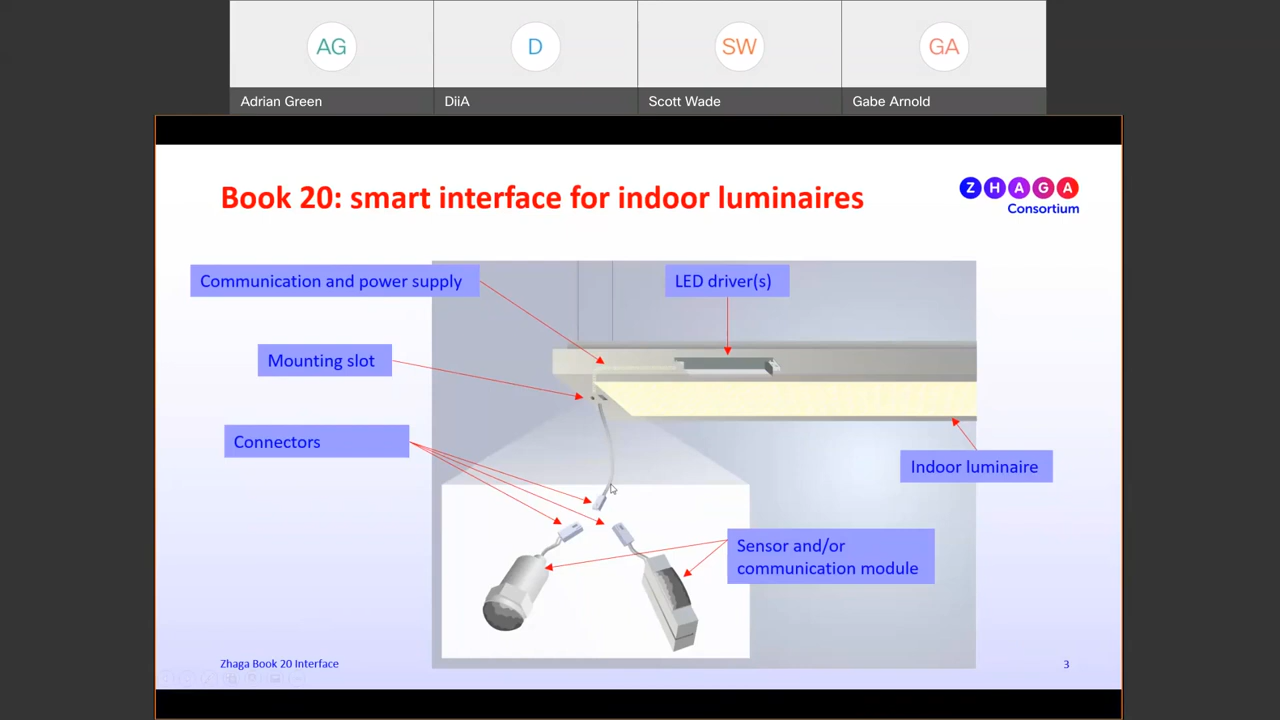 AG
D
SW
GA
Adrian Green
DiiA
Scott Wade
Gabe Arnold
Book 20: smart interface for indoor luminaires
ZHAGA
Consortium
Communication and power supply
LED driver(s)
Mounting slot
Connectors
Indoor luminaire
Sensor and/or
communication module
Zhaga Book 20 Interface
3